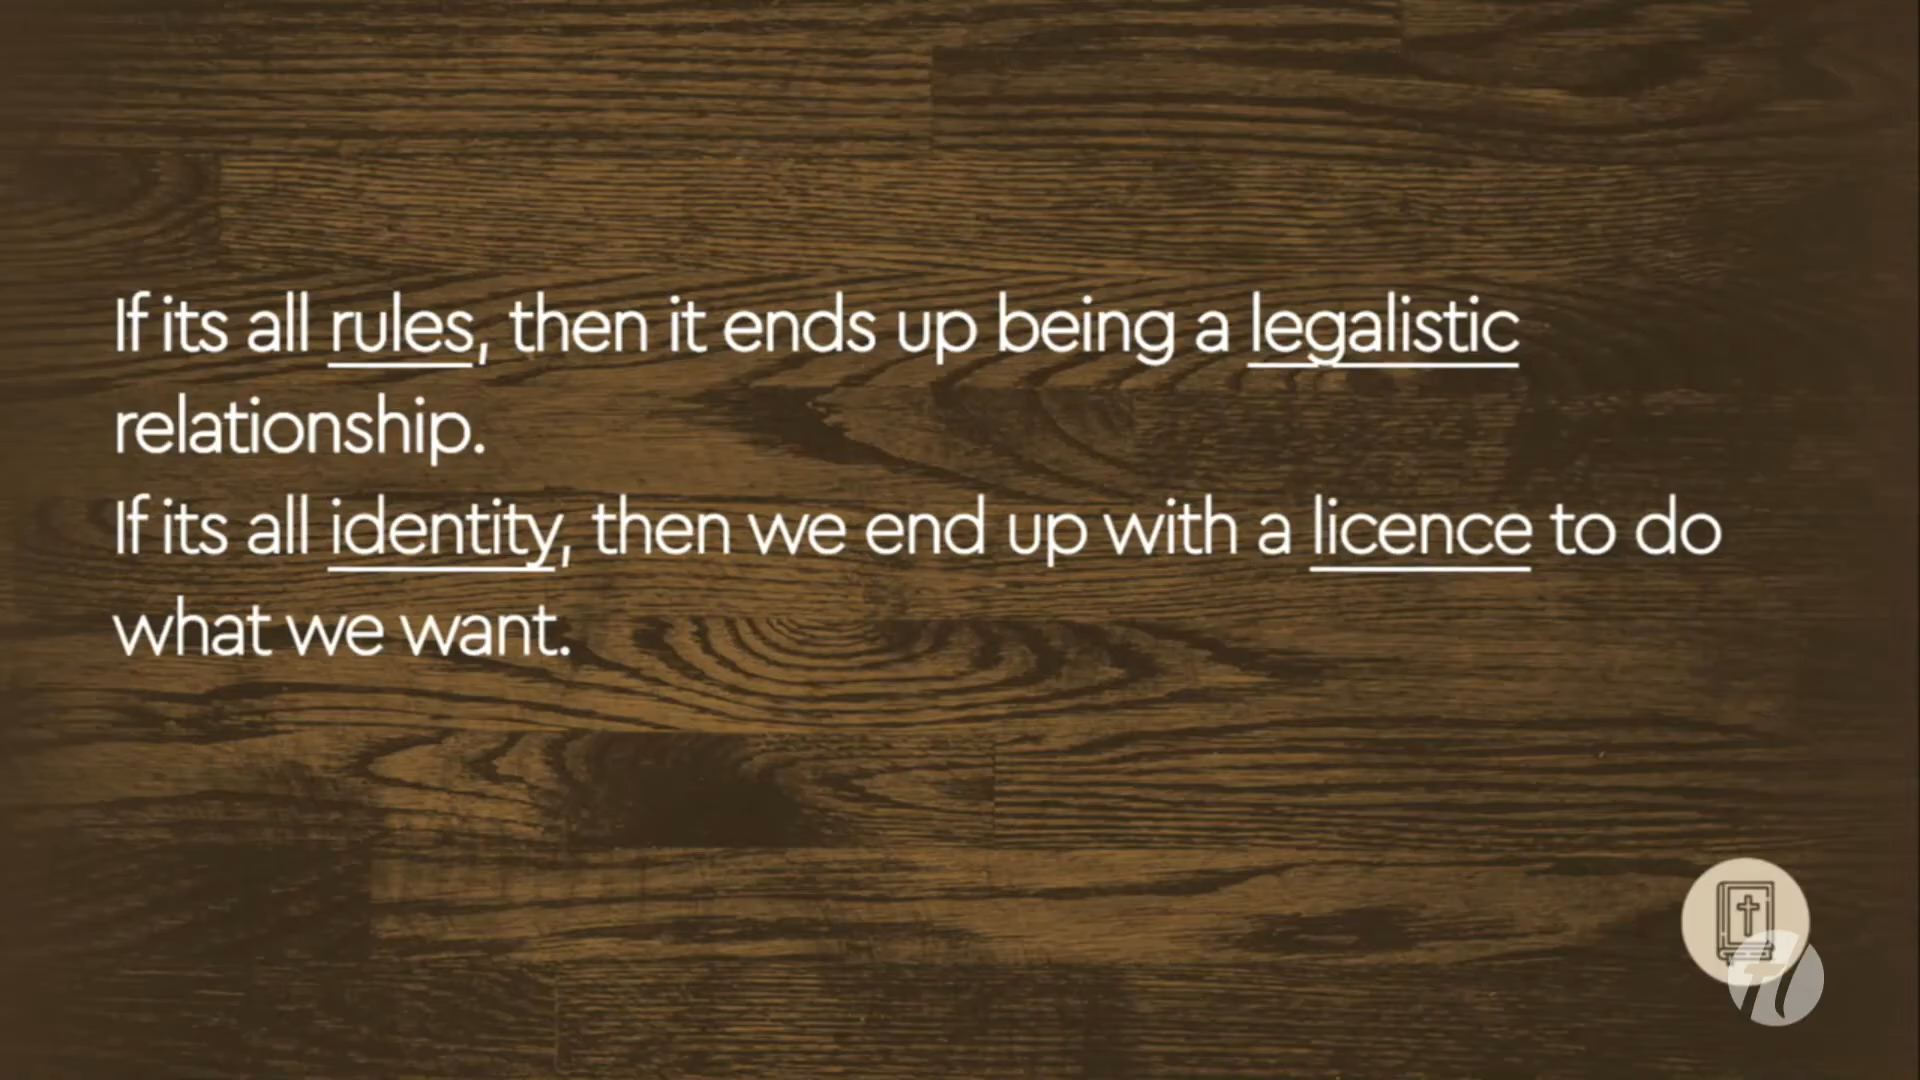 If its all rules, then it ends up being a legalistic
relationship.
If its all identity, then we end up with a licence to do
what we want.